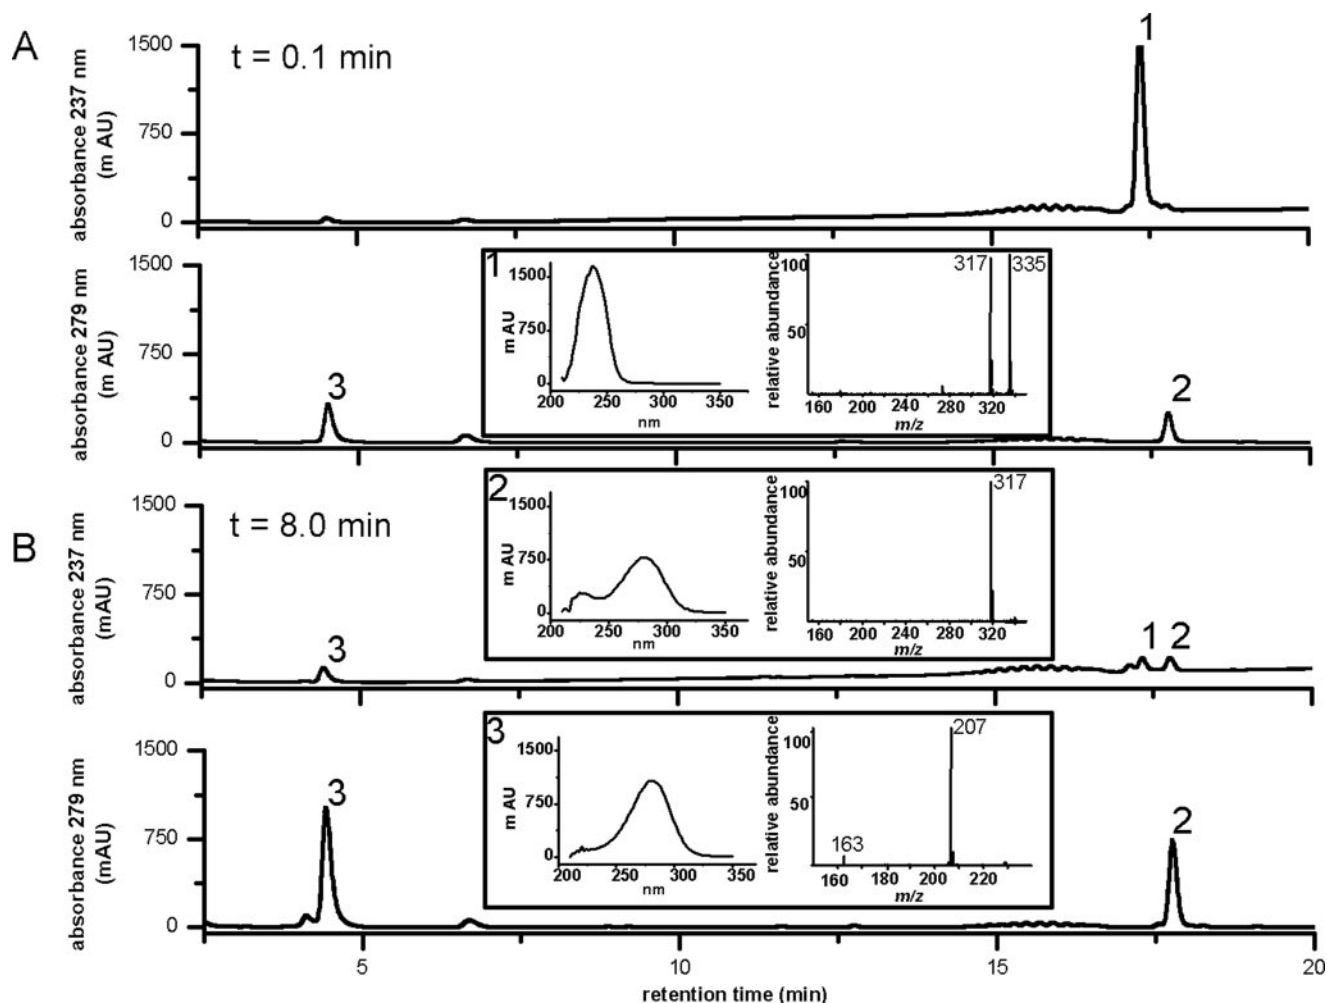 A
t = 0.1 min
1
absorbance 237 nm
(m AU)
1500
750
0
absorbance 279 nm
(m AU)
1500
750
0
3
2
1
m AU
1500
750
0
200 250 300 350
nm
relative abundance
100
50
317 335
160 200 240 280 320
m/z
B
t = 8.0 min
absorbance 237 nm
(mAU)
1500
750
0
3
1 2
2
m AU
1500
750
0
200 250 300 350
nm
relative abundance
100
50
317
160 200 240 280 320
m/z
absorbance 279 nm
(mAU)
1500
750
0
3
2
3
m AU
1500
750
0
200 250 300 350
nm
relative abundance
100
50
207
163
160 180 200 220
m/z
5 10 15 20
retention time (min)